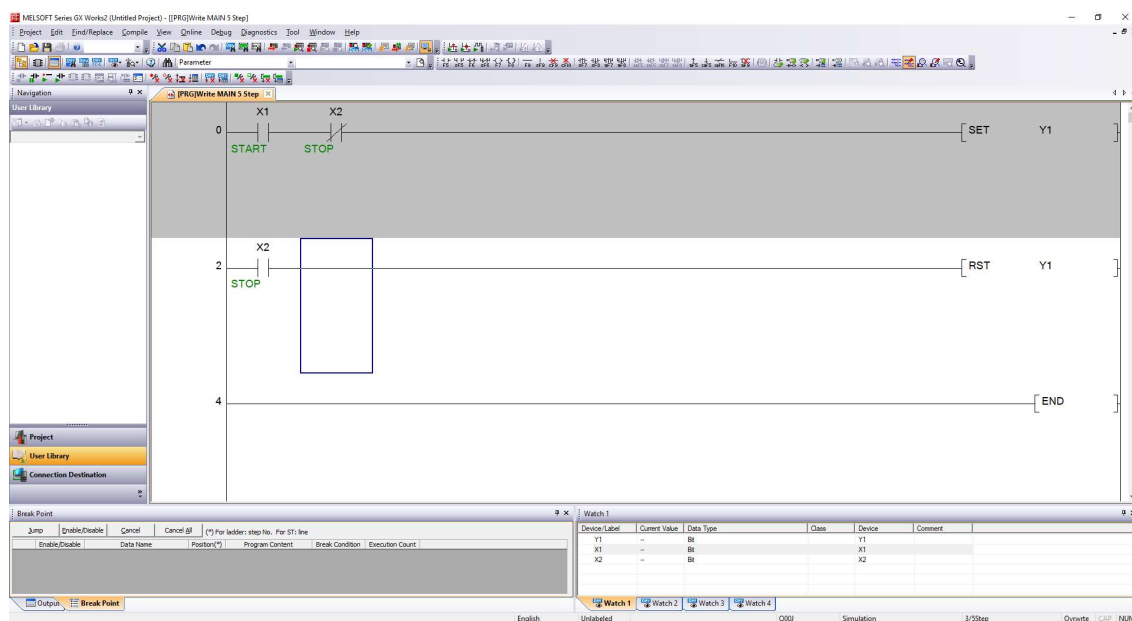 MELSOFT Series GX Works2 (Untitled Project) - [[PRG]Write MAIN 5 Step]
Project Edit Find/Replace Compile View Online Debug Diagnostics Tool Window Help
Parameter
Navigation
[PRG]Write MAIN 5 Step
User Library
X1 X2
0 SET Y1
START STOP
X2
2 RST Y1
STOP
4 END
Project
User Library
Connection Destination
Break Point
Jump Enable/Disable Cancel Cancel All (*) For ladder: step No. For ST: line
Enable/Disable Data Name Position(*) Program Content Break Condition Execution Count
Output Break Point
Watch 1
Device/Label Current Value Data Type Class Device Comment
Y1 -- Bit Y1
X1 -- Bit X1
X2 -- Bit X2
Watch 1 Watch 2 Watch 3 Watch 4
English Unlabeled Q00J Simulation 3/5Step Ovrwrte CAP NUM